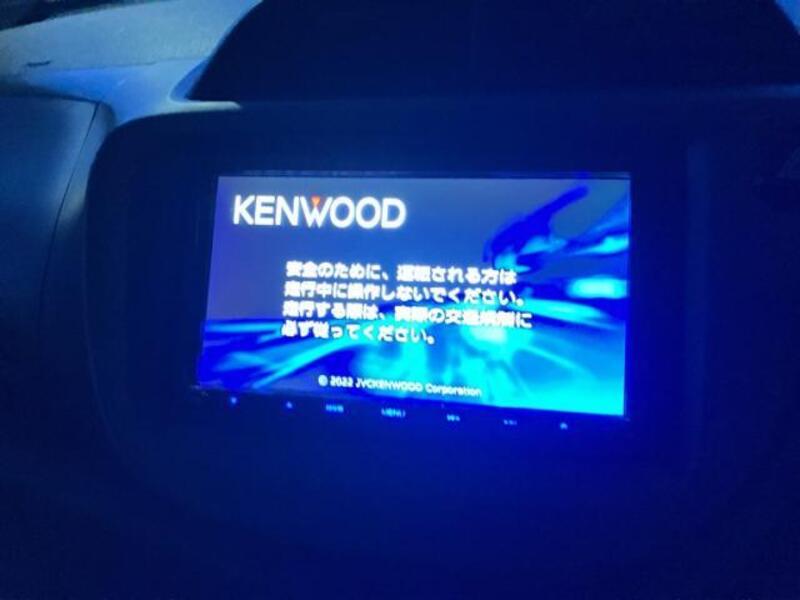 KENWOOD
安全のために、運転される方は
走行中に操作しないでください。
走行する際は、実際の交通規制に
必ず従ってください。
© 2022 JVCKENWOOD Corporation
MENU